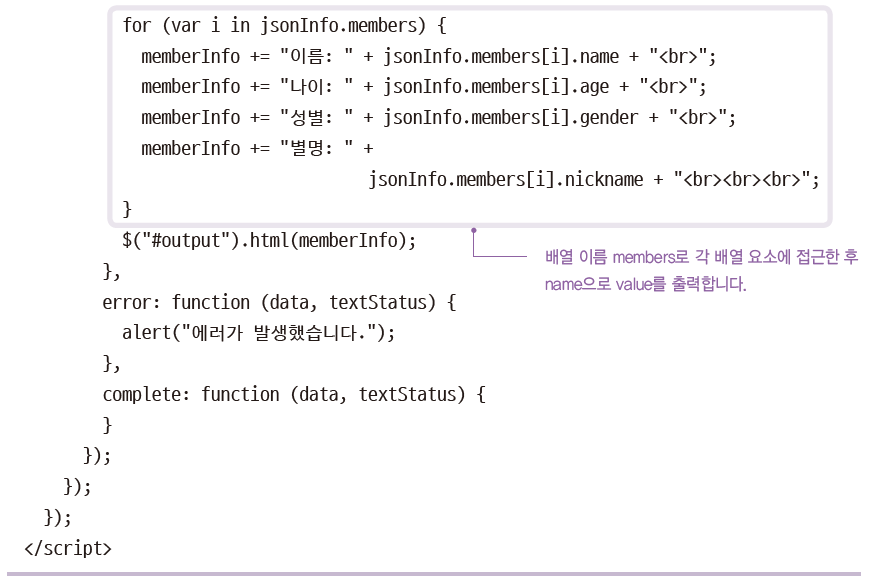 for (var i in jsonInfo.members) {
memberInfo += "이름: " + jsonInfo.members[i].name + "<br>";
memberInfo += "나이: " + jsonInfo.members[i].age + "<br>";
memberInfo += "성별: " + jsonInfo.members[i].gender + "<br>";
memberInfo += "별명: " +
jsonInfo.members[i].nickname + "<br><br><br>";
}
$("#output").html(memberInfo);
배열 이름 members로 각 배열 요소에 접근한 후
name으로 value를 출력합니다.
},
error: function (data, textStatus) {
alert("에러가 발생했습니다.");
},
complete: function (data, textStatus) {
}
});
});
});
</script>